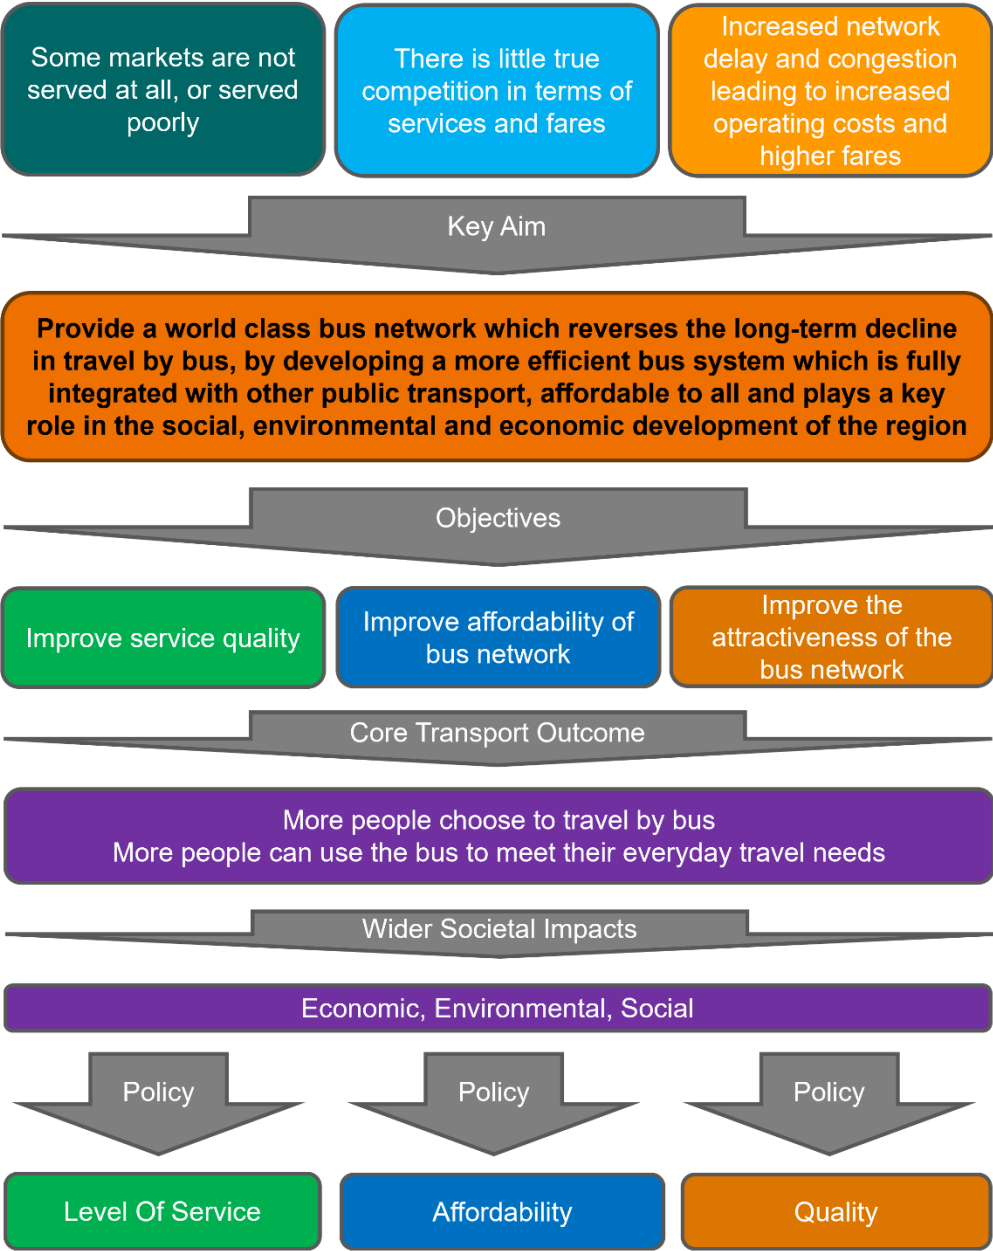 Some markets are not
served at all, or served
poorly
There is little true
competition in terms of
services and fares
Increased network
delay and congestion
leading to increased
operating costs and
higher fares
Key Aim
Provide a world class bus network which reverses the long-term decline
in travel by bus, by developing a more efficient bus system which is fully
integrated with other public transport, affordable to all and plays a key
role in the social, environmental and economic development of the region
Objectives
Improve service quality
Improve affordability of
bus network
Improve the
attractiveness of the
bus network
Core Transport Outcome
More people choose to travel by bus
More people can use the bus to meet their everyday travel needs
Wider Societal Impacts
Economic, Environmental, Social
Policy
Policy
Policy
Level Of Service
Affordability
Quality